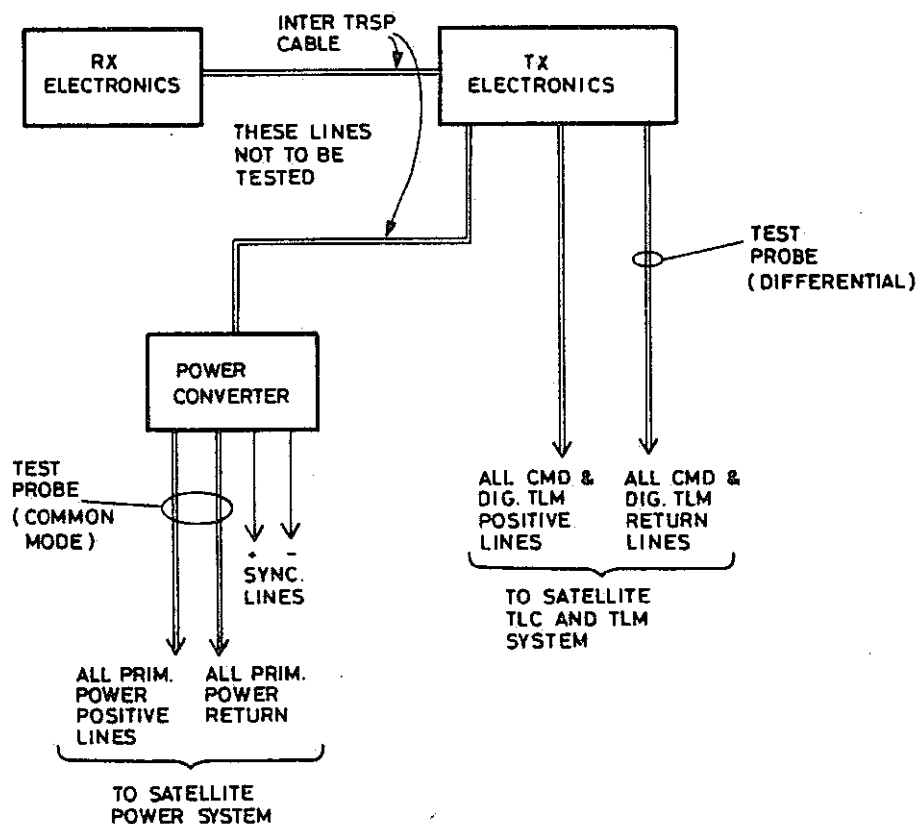 INTER TRSP
CABLE
RX
ELECTRONICS
TX
ELECTRONICS
THESE LINES
NOT TO BE
TESTED
TEST
PROBE
(DIFFERENTIAL)
POWER
CONVERTER
TEST
PROBE
(COMMON
MODE)
+ -
SYNC.
LINES
ALL CMD &
DIG. TLM
POSITIVE
LINES
ALL CMD &
DIG. TLM
RETURN
LINES
TO SATELLITE
TLC AND TLM
SYSTEM
ALL PRIM.
POWER
POSITIVE
LINES
ALL PRIM.
POWER
RETURN
TO SATELLITE
POWER SYSTEM